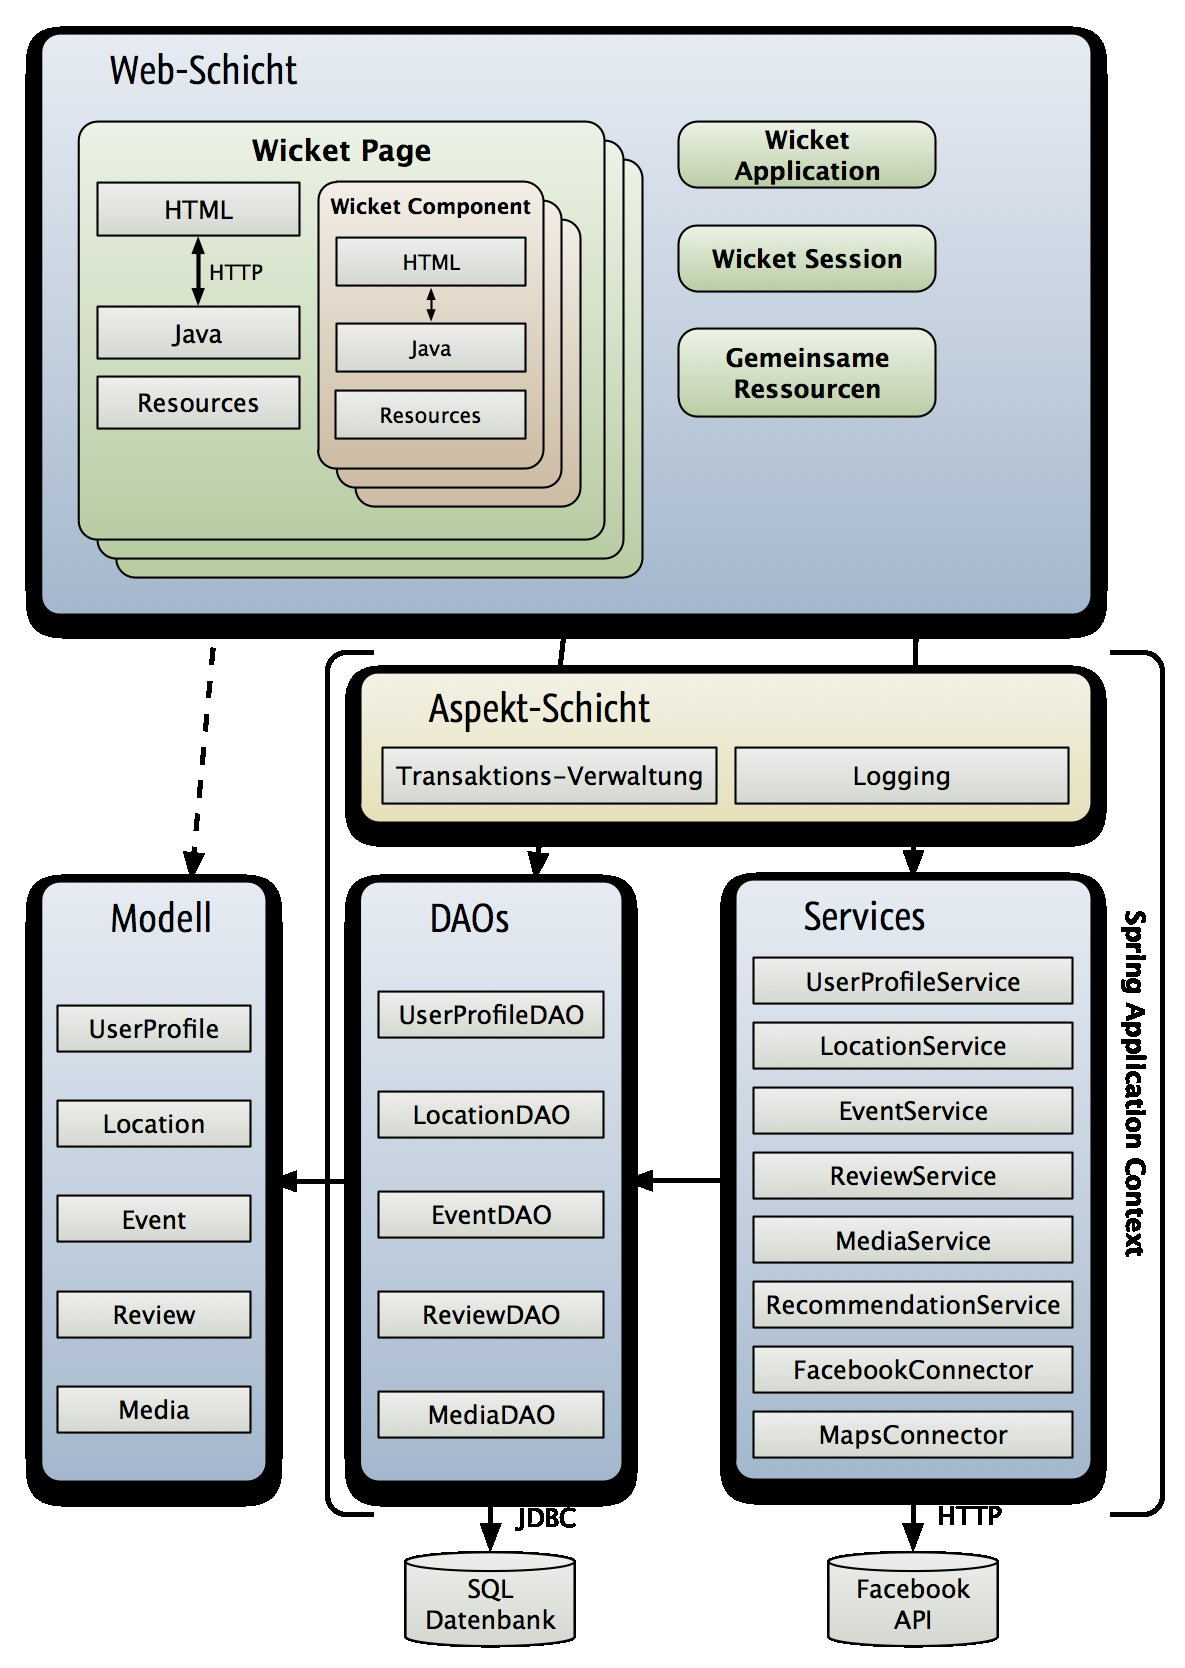 Web-Schicht
Wicket Page
HTML
HTTP
Java
Resources
Wicket Component
HTML
Java
Resources
Wicket
Application
Wicket Session
Gemeinsame
Ressourcen
Aspekt-Schicht
Transaktions-Verwaltung
Logging
Modell
UserProfile
Location
Event
Review
Media
DAOs
UserProfileDAO
LocationDAO
EventDAO
ReviewDAO
MediaDAO
Services
UserProfileService
LocationService
EventService
ReviewService
MediaService
RecommendationService
FacebookConnector
MapsConnector
Spring Application Context
JDBC
HTTP
SQL
Datenbank
Facebook
API